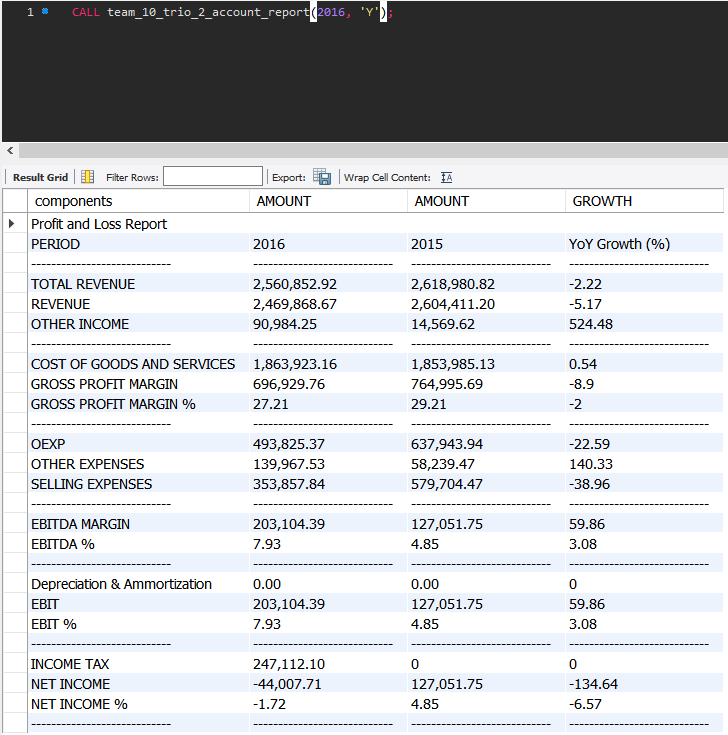 1 CALL team_10_trio_2_account_report(2016, 'Y');
Result Grid Filter Rows: Export: Wrap Cell Content: IA
components AMOUNT AMOUNT GROWTH
Profit and Loss Report
PERIOD 2016 2015 YoY Growth (%)
---------------------------- ---------------------------- ---------------------------- ----------------------------
TOTAL REVENUE 2,560,852.92 2,618,980.82 -2.22
REVENUE 2,469,868.67 2,604,411.20 -5.17
OTHER INCOME 90,984.25 14,569.62 524.48
---------------------------- ---------------------------- ---------------------------- ----------------------------
COST OF GOODS AND SERVICES 1,863,923.16 1,853,985.13 0.54
GROSS PROFIT MARGIN 696,929.76 764,995.69 -8.9
GROSS PROFIT MARGIN % 27.21 29.21 -2
---------------------------- ---------------------------- ---------------------------- ----------------------------
OEXP 493,825.37 637,943.94 -22.59
OTHER EXPENSES 139,967.53 58,239.47 140.33
SELLING EXPENSES 353,857.84 579,704.47 -38.96
---------------------------- ---------------------------- ---------------------------- ----------------------------
EBITDA MARGIN 203,104.39 127,051.75 59.86
EBITDA % 7.93 4.85 3.08
---------------------------- ---------------------------- ---------------------------- ----------------------------
Depreciation & Ammortization 0.00 0.00 0
EBIT 203,104.39 127,051.75 59.86
EBIT % 7.93 4.85 3.08
---------------------------- ---------------------------- ---------------------------- ----------------------------
INCOME TAX 247,112.10 0 0
NET INCOME -44,007.71 127,051.75 -134.64
NET INCOME % -1.72 4.85 -6.57
---------------------------- ---------------------------- ---------------------------- ----------------------------